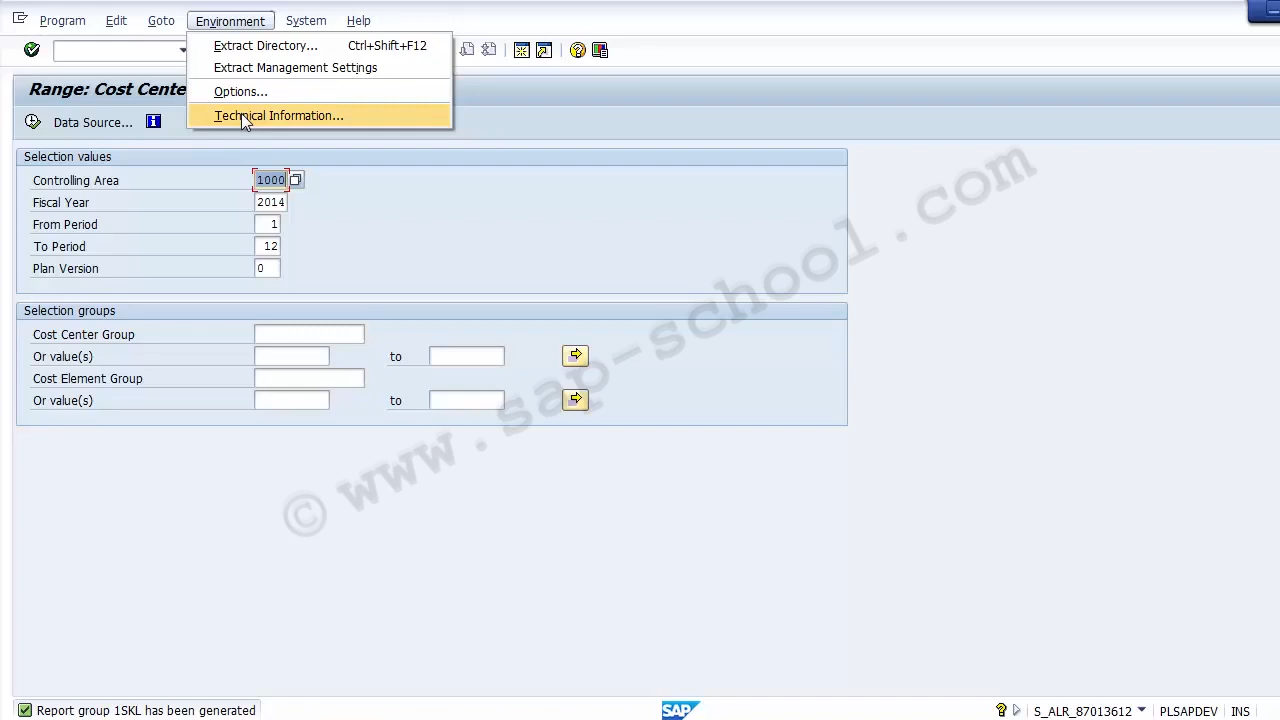 Program Edit Goto Environment System Help
Extract Directory... Ctrl+Shift+F12
Extract Management Settings
Options...
Technical Information...
Range: Cost Cente
Data Source...
Selection values
Controlling Area 1000
Fiscal Year 2014
From Period 1
To Period 12
Plan Version 0
Selection groups
Cost Center Group
Or value(s) to
Cost Element Group
Or value(s) to
© www.sap-school.com
Report group 1SKL has been generated SAP S_ALR_87013612 PLSAPDEV INS